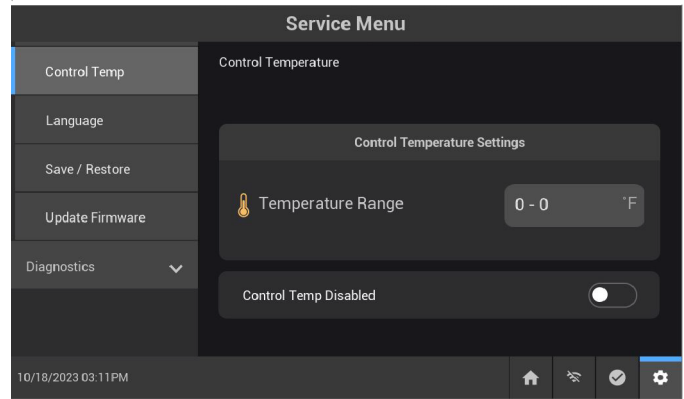 Service Menu
Control Temp
Language
Save / Restore
Update Firmware
Diagnostics
Control Temperature
Control Temperature Settings
Temperature Range
0 - 0 °F
Control Temp Disabled
10/18/2023 03:11PM